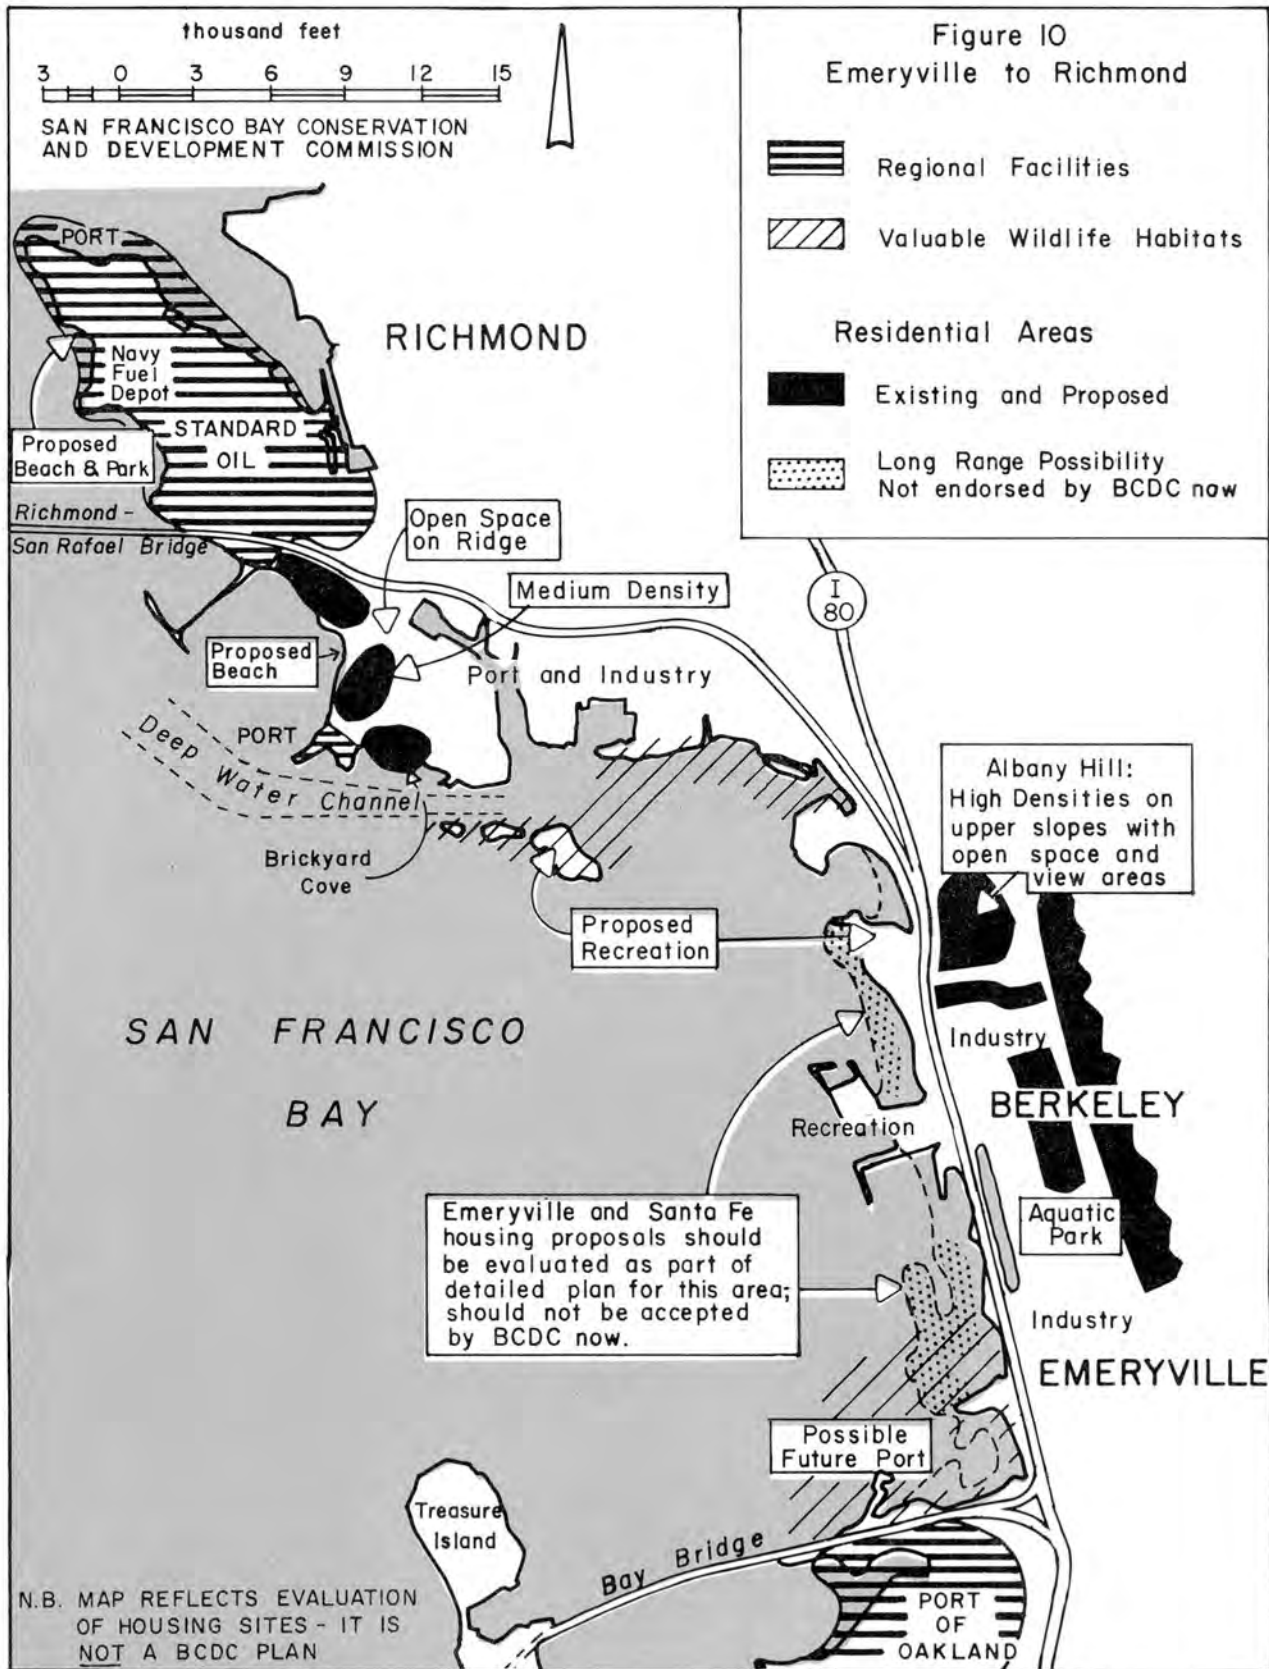 thousand feet
3 0 3 6 9 12 15
SAN FRANCISCO BAY CONSERVATION
AND DEVELOPMENT COMMISSION
Figure 10
Emeryville to Richmond
Regional Facilities
Valuable Wildlife Habitats
Residential Areas
Existing and Proposed
Long Range Possibility
Not endorsed by BCDC now
PORT
RICHMOND
Navy
Fuel
Depot
STANDARD
OIL
Proposed
Beach & Park
Richmond-
San Rafael Bridge
Open Space
on Ridge
Medium Density
I
80
Proposed
Beach
Port and Industry
PORT
Deep Water Channel
Brickyard
Cove
Albany Hill:
High Densities on
upper slopes with
open space and
view areas
Proposed
Recreation
SAN FRANCISCO
BAY
Industry
BERKELEY
Recreation
Aquatic
Park
Emeryville and Santa Fe
housing proposals should
be evaluated as part of
detailed plan for this area;
should not be accepted
by BCDC now.
Industry
EMERYVILLE
Possible
Future Port
Treasure
Island
Bay Bridge
PORT
OF
OAKLAND
N.B. MAP REFLECTS EVALUATION
OF HOUSING SITES - IT IS
NOT A BCDC PLAN